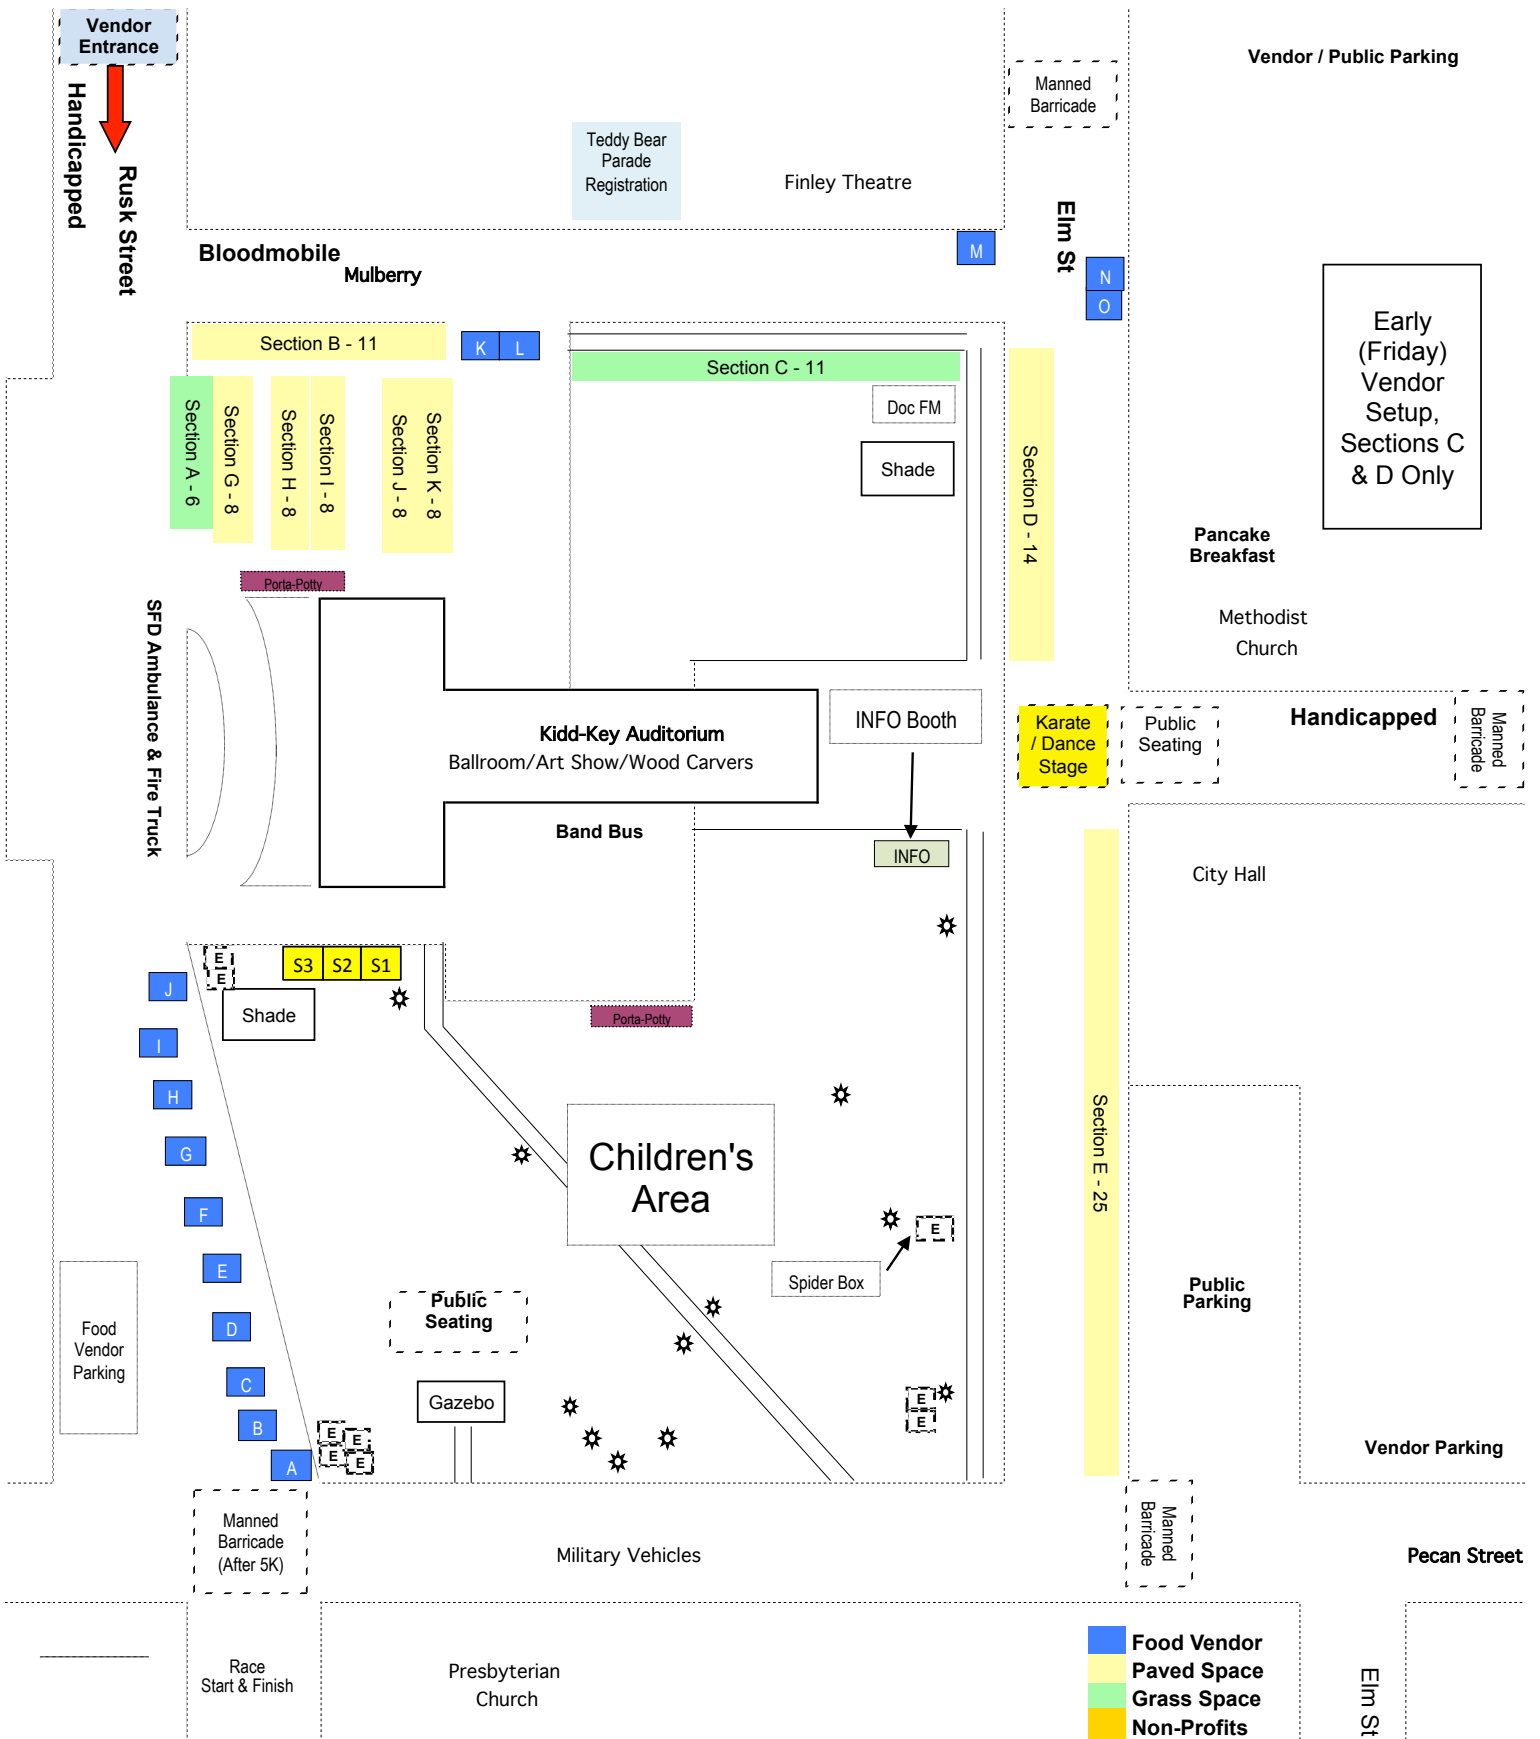 Vendor
Entrance
Handicapped
Rusk Street
Vendor / Public Parking
Manned
Barricade
Teddy Bear
Parade
Registration
Finley Theatre
Elm St
Bloodmobile
Mulberry
M
N
O
Early
(Friday)
Vendor
Setup,
Sections C
& D Only
Section B - 11
K
L
Section C - 11
Section A - 6
Section G - 8
Section H - 8
Section I - 8
Section J - 8
Section K - 8
Doc FM
Shade
Section D - 14
Pancake
Breakfast
Porta-Potty
Methodist
Church
SFD Ambulance & Fire Truck
Kidd-Key Auditorium
Ballroom/Art Show/Wood Carvers
INFO Booth
Karate
/ Dance
Stage
Public
Seating
Handicapped
Manned
Barricade
Band Bus
INFO
City Hall
E
E
S3
S2
S1
J
Shade
Porta-Potty
I
H
G
F
E
D
C
B
A
Children's
Area
Section E - 25
E
Spider Box
Public
Seating
Public
Parking
Food
Vendor
Parking
Gazebo
E
E
E
E
E
E
Vendor Parking
Manned
Barricade
(After 5K)
Military Vehicles
Manned
Barricade
Pecan Street
Race
Start & Finish
Presbyterian
Church
Food Vendor
Paved Space
Grass Space
Non-Profits
Elm St